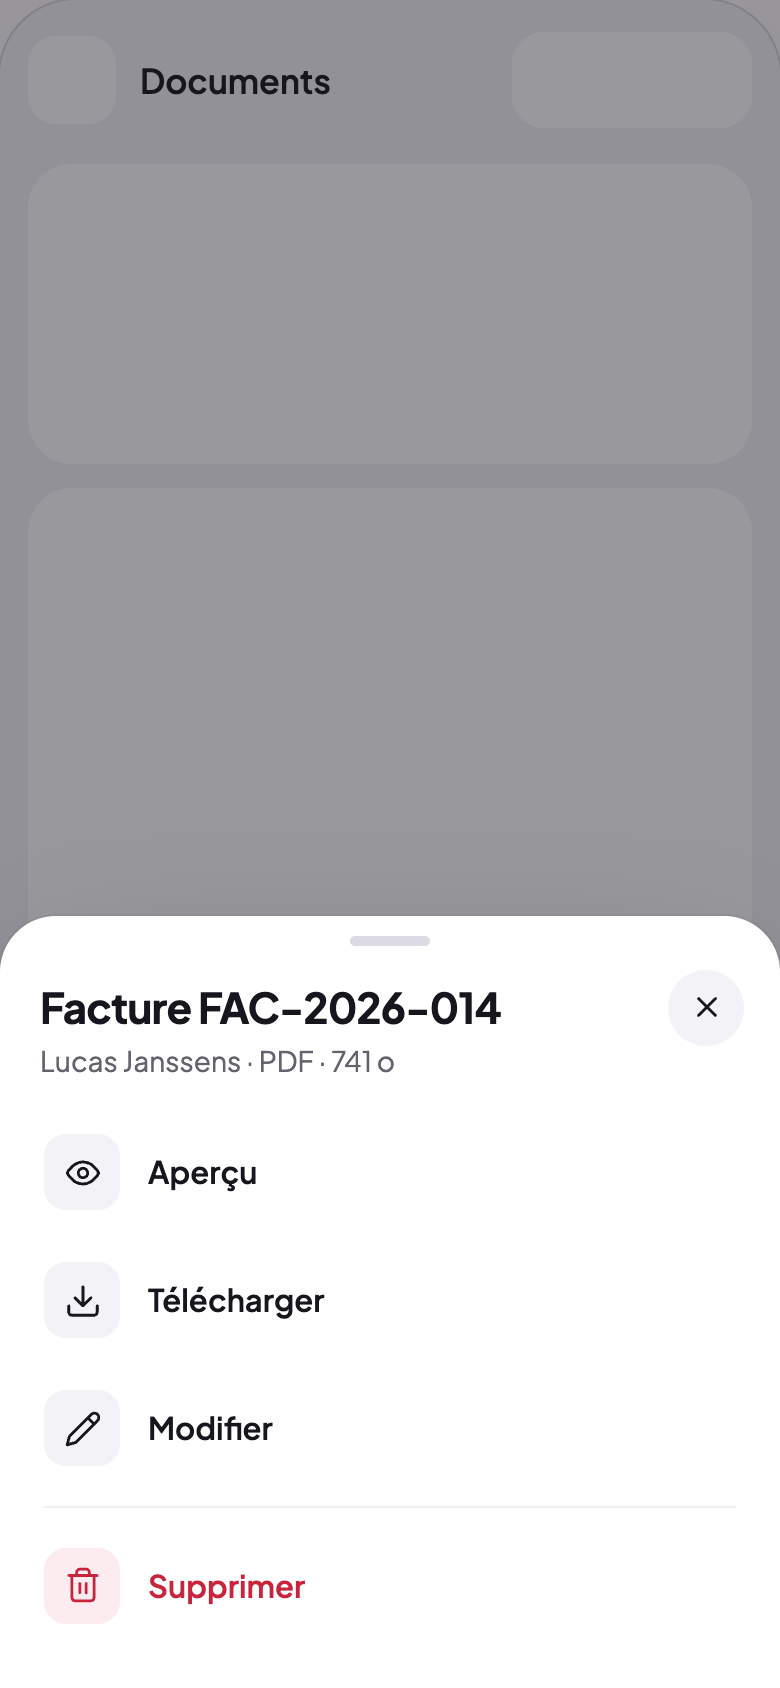 Documents
Facture FAC-2026-014
Lucas Janssens · PDF · 741 o
Aperçu
Télécharger
Modifier
Supprimer